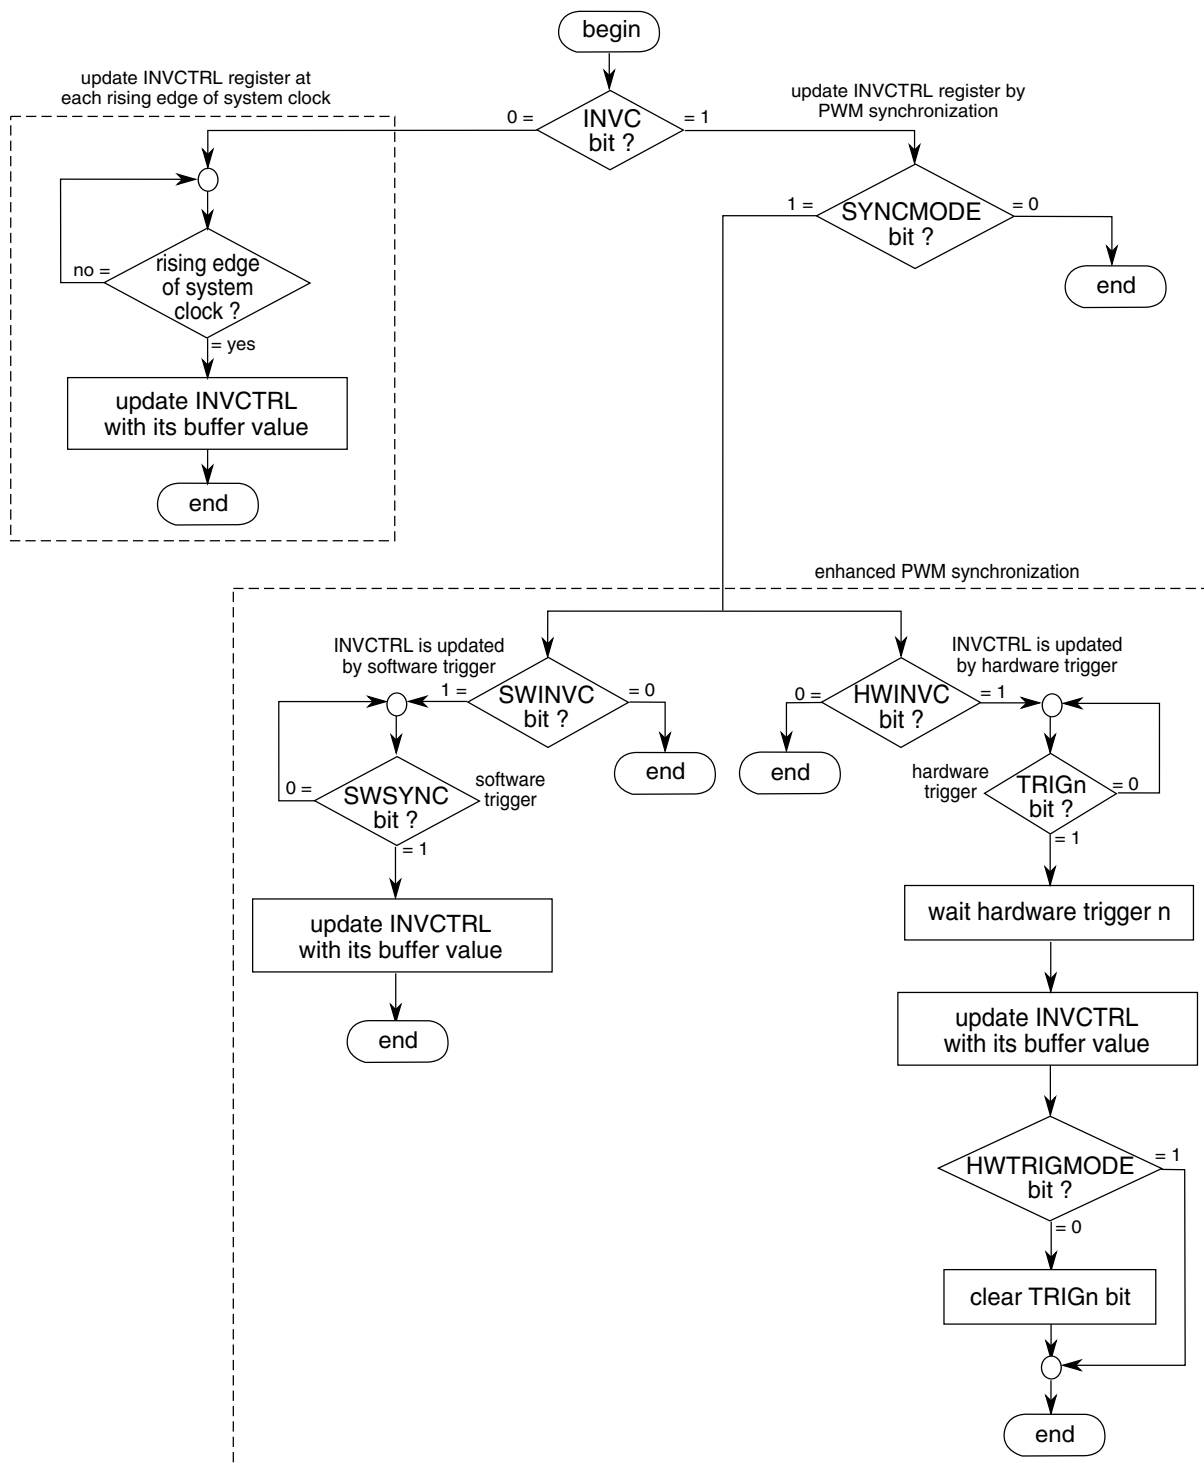 begin
update INVCTRL register at
each rising edge of system clock
update INVCTRL register by
PWM synchronization
0 =
INVC
bit ?
= 1
1 =
SYNCMODE
bit ?
= 0
end
no =
rising edge
of system
clock ?
= yes
update INVCTRL
with its buffer value
end
enhanced PWM synchronization
INVCTRL is updated
by software trigger
1 =
SWINVC
bit ?
= 0
end
0 =
SWSYNC
bit ?
software
trigger
= 1
update INVCTRL
with its buffer value
end
INVCTRL is updated
by hardware trigger
0 =
HWINVC
bit ?
= 1
end
hardware
trigger
TRIGn
bit ?
= 0
= 1
wait hardware trigger n
update INVCTRL
with its buffer value
HWTRIGMODE
bit ?
= 1
= 0
clear TRIGn bit
end